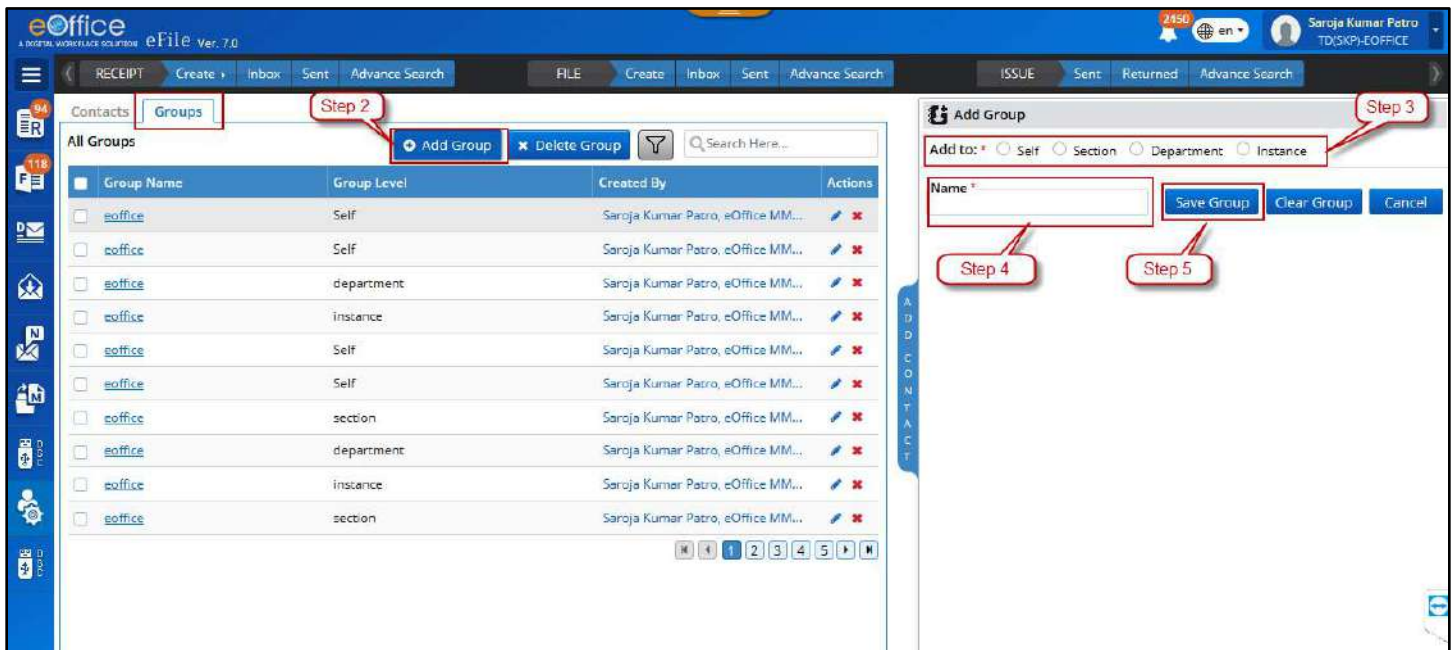 eOffice
A DIGITAL WORKPLACE SOLUTION eFile Ver. 7.0
2150 en Saroja Kumar Patro
TD(SKP)-EOFFICE
RECEIPT Create Inbox Sent Advance Search FILE Create Inbox Sent Advance Search ISSUE Sent Returned Advance Search
94
118
Contacts Groups Step 2
All Groups Add Group Delete Group Search Here...
Group Name Group Level Created By Actions
eoffice Self Saroja Kumar Patro, eOffice MM...
eoffice Self Saroja Kumar Patro, eOffice MM...
eoffice department Saroja Kumar Patro, eOffice MM...
eoffice instance Saroja Kumar Patro, eOffice MM...
eoffice Self Saroja Kumar Patro, eOffice MM...
eoffice Self Saroja Kumar Patro, eOffice MM...
eoffice section Saroja Kumar Patro, eOffice MM...
eoffice department Saroja Kumar Patro, eOffice MM...
eoffice instance Saroja Kumar Patro, eOffice MM...
eoffice section Saroja Kumar Patro, eOffice MM...
1 2 3 4 5
ADD CONTACT
Add Group Step 3
Add to: * Self Section Department Instance
Name *
Save Group Clear Group Cancel
Step 4 Step 5